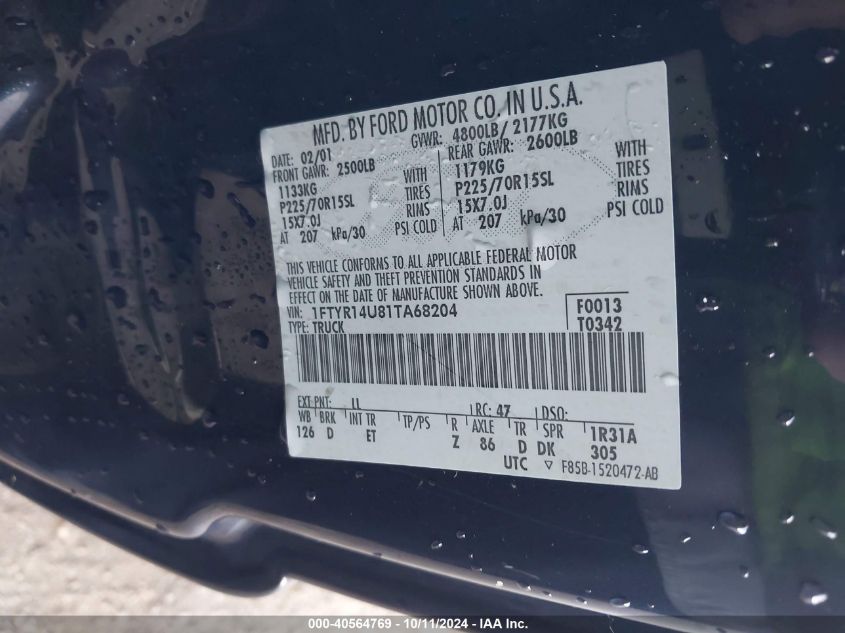 MFD. BY FORD MOTOR CO. IN U.S.A.
DATE: 02/01 GVWR: 4800LB/ 2177KG
FRONT GAWR: 2500LB REAR GAWR: 2600LB
1133KG WITH 1179KG WITH
P225/70R15SL TIRES P225/70R15SL TIRES
15X7.0J RIMS 15X7.0J RIMS
AT 207 kPa/30 PSI COLD AT 207 kPa/30 PSI COLD
THIS VEHICLE CONFORMS TO ALL APPLICABLE FEDERAL MOTOR
VEHICLE SAFETY AND THEFT PREVENTION STANDARDS IN
EFFECT ON THE DATE OF MANUFACTURE SHOWN ABOVE.
VIN: 1FTYR14U81TA68204 F0013
TYPE: TRUCK T0342
EXT PNT: LL RC: 47 DSO:
WB BRK INT TR TP/PS R AXLE TR SPR 1R31A
126 D ET Z 86 D DK 305
UTC ▽ F85B-1520472-AB
000-40564769 - 10/11/2024 - IAA Inc.